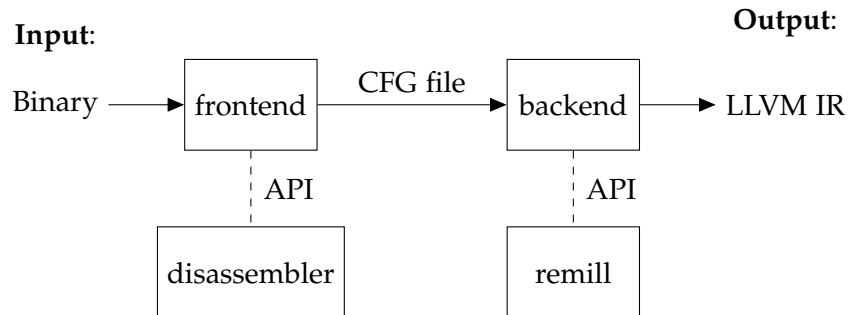 Input:
Output:
Binary
frontend
CFG file
backend
LLVM IR
API
API
disassembler
remill